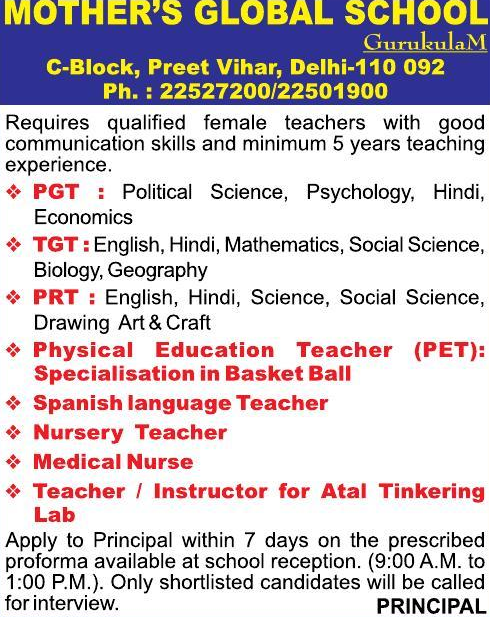 MOTHER'S GLOBAL SCHOOL
GurukulaM
C-Block, Preet Vihar, Delhi-110 092
Ph. : 22527200/22501900
Requires qualified female teachers with good
communication skills and minimum 5 years teaching
experience.
❖ PGT : Political Science, Psychology, Hindi,
Economics
❖ TGT : English, Hindi, Mathematics, Social Science,
Biology, Geography
❖ PRT : English, Hindi, Science, Social Science,
Drawing Art & Craft
❖ Physical Education Teacher (PET):
Specialisation in Basket Ball
❖ Spanish language Teacher
❖ Nursery Teacher
❖ Medical Nurse
❖ Teacher / Instructor for Atal Tinkering
Lab
Apply to Principal within 7 days on the prescribed
proforma available at school reception. (9:00 A.M. to
1:00 P.M.). Only shortlisted candidates will be called
for interview. PRINCIPAL